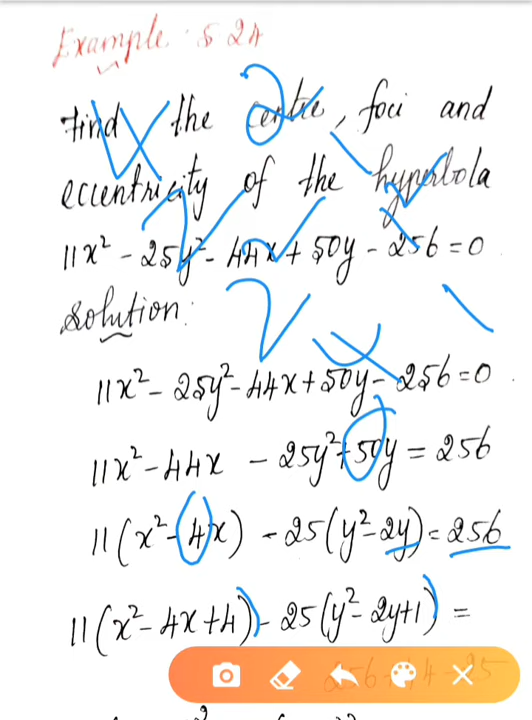 Example 5 24
Find the centre, foci and
eccentricity of the hyperbola
11x² - 25y² - 44x + 50y - 256 = 0
Solution:
11x² - 25y² - 44x + 50y - 256 = 0
11x² - 44x - 25y² + 50y = 256
11(x² - 4x) - 25(y² - 2y) = 256
11(x² - 4x + 4) - 25(y² - 2y + 1) =